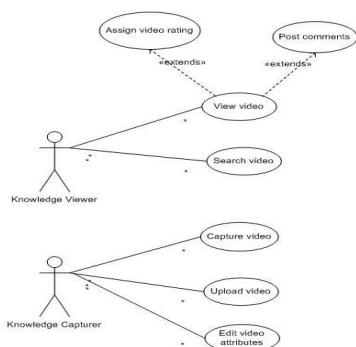 Assign video rating
Post comments
«extends»
«extends»
View video
*
*
*
Search video
*
Knowledge Viewer
Capture video
*
*
*
Upload video
*
Knowledge Capturer
*
Edit video
attributes